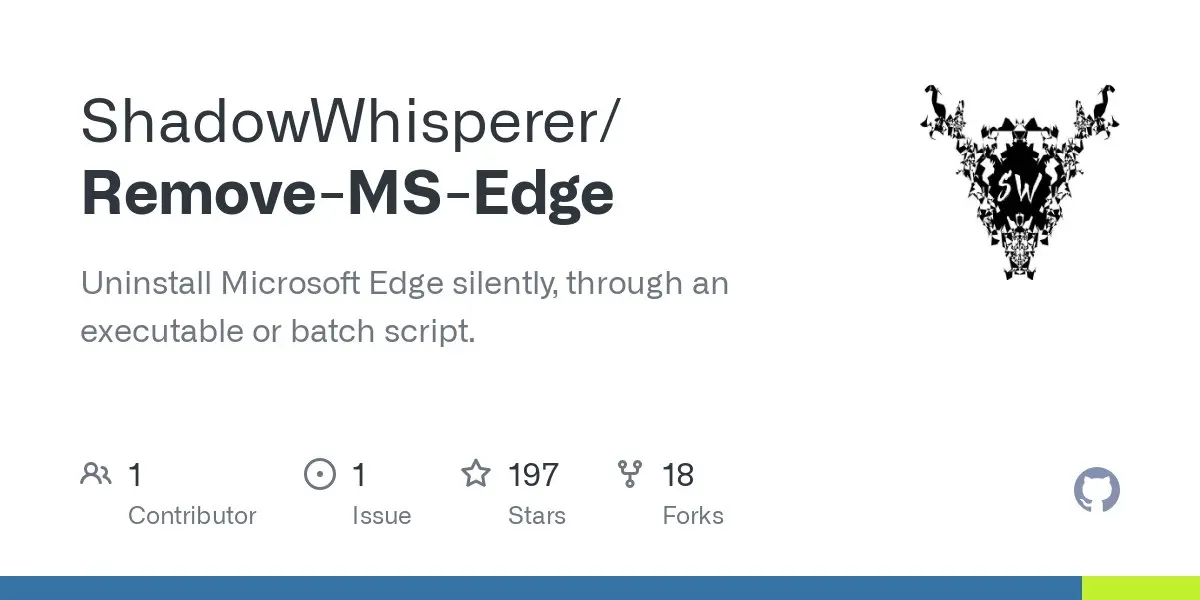 ShadowWhisperer/
Remove-MS-Edge
Uninstall Microsoft Edge silently, through an
executable or batch script.
SW
1
Contributor
1
Issue
197
Stars
18
Forks